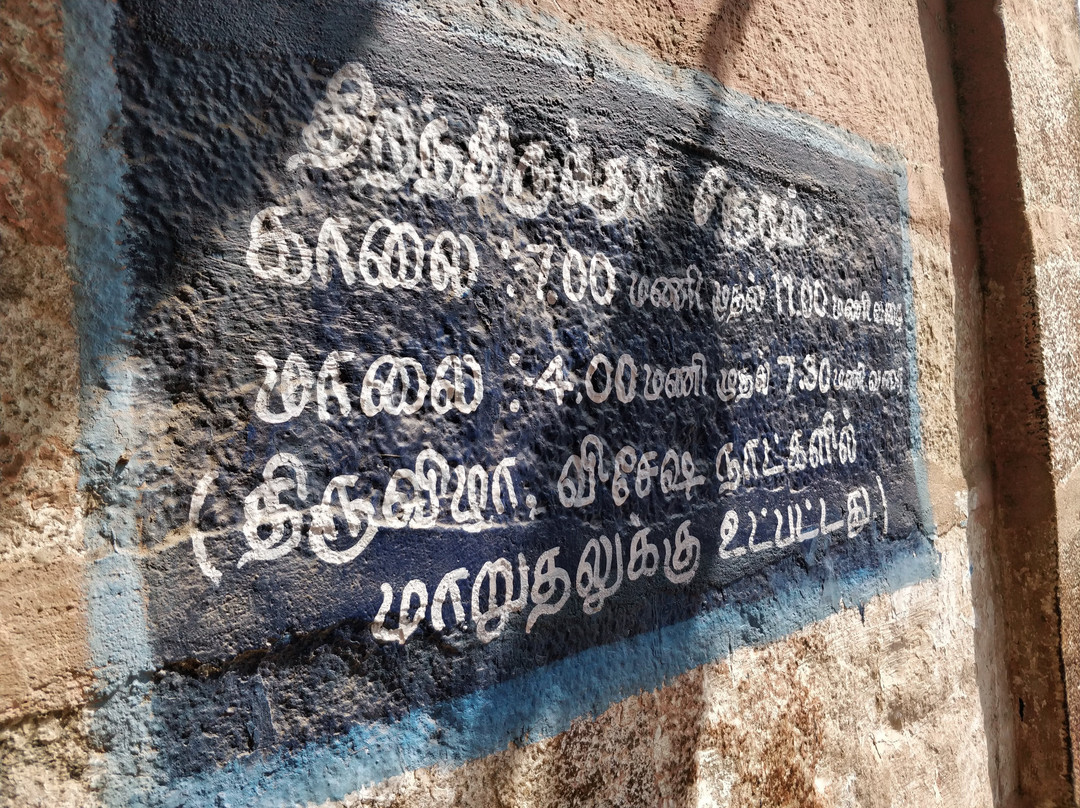 திறந்திருக்கும் நேரம் :
காலை : 7.00 மணி முதல் 11.00 மணி வரை
மாலை : 4.00 மணி முதல் 7.30 மணி வரை
( திருவிழா, விசேஷ நாட்களில்
மாறுதலுக்கு உட்பட்டது.)